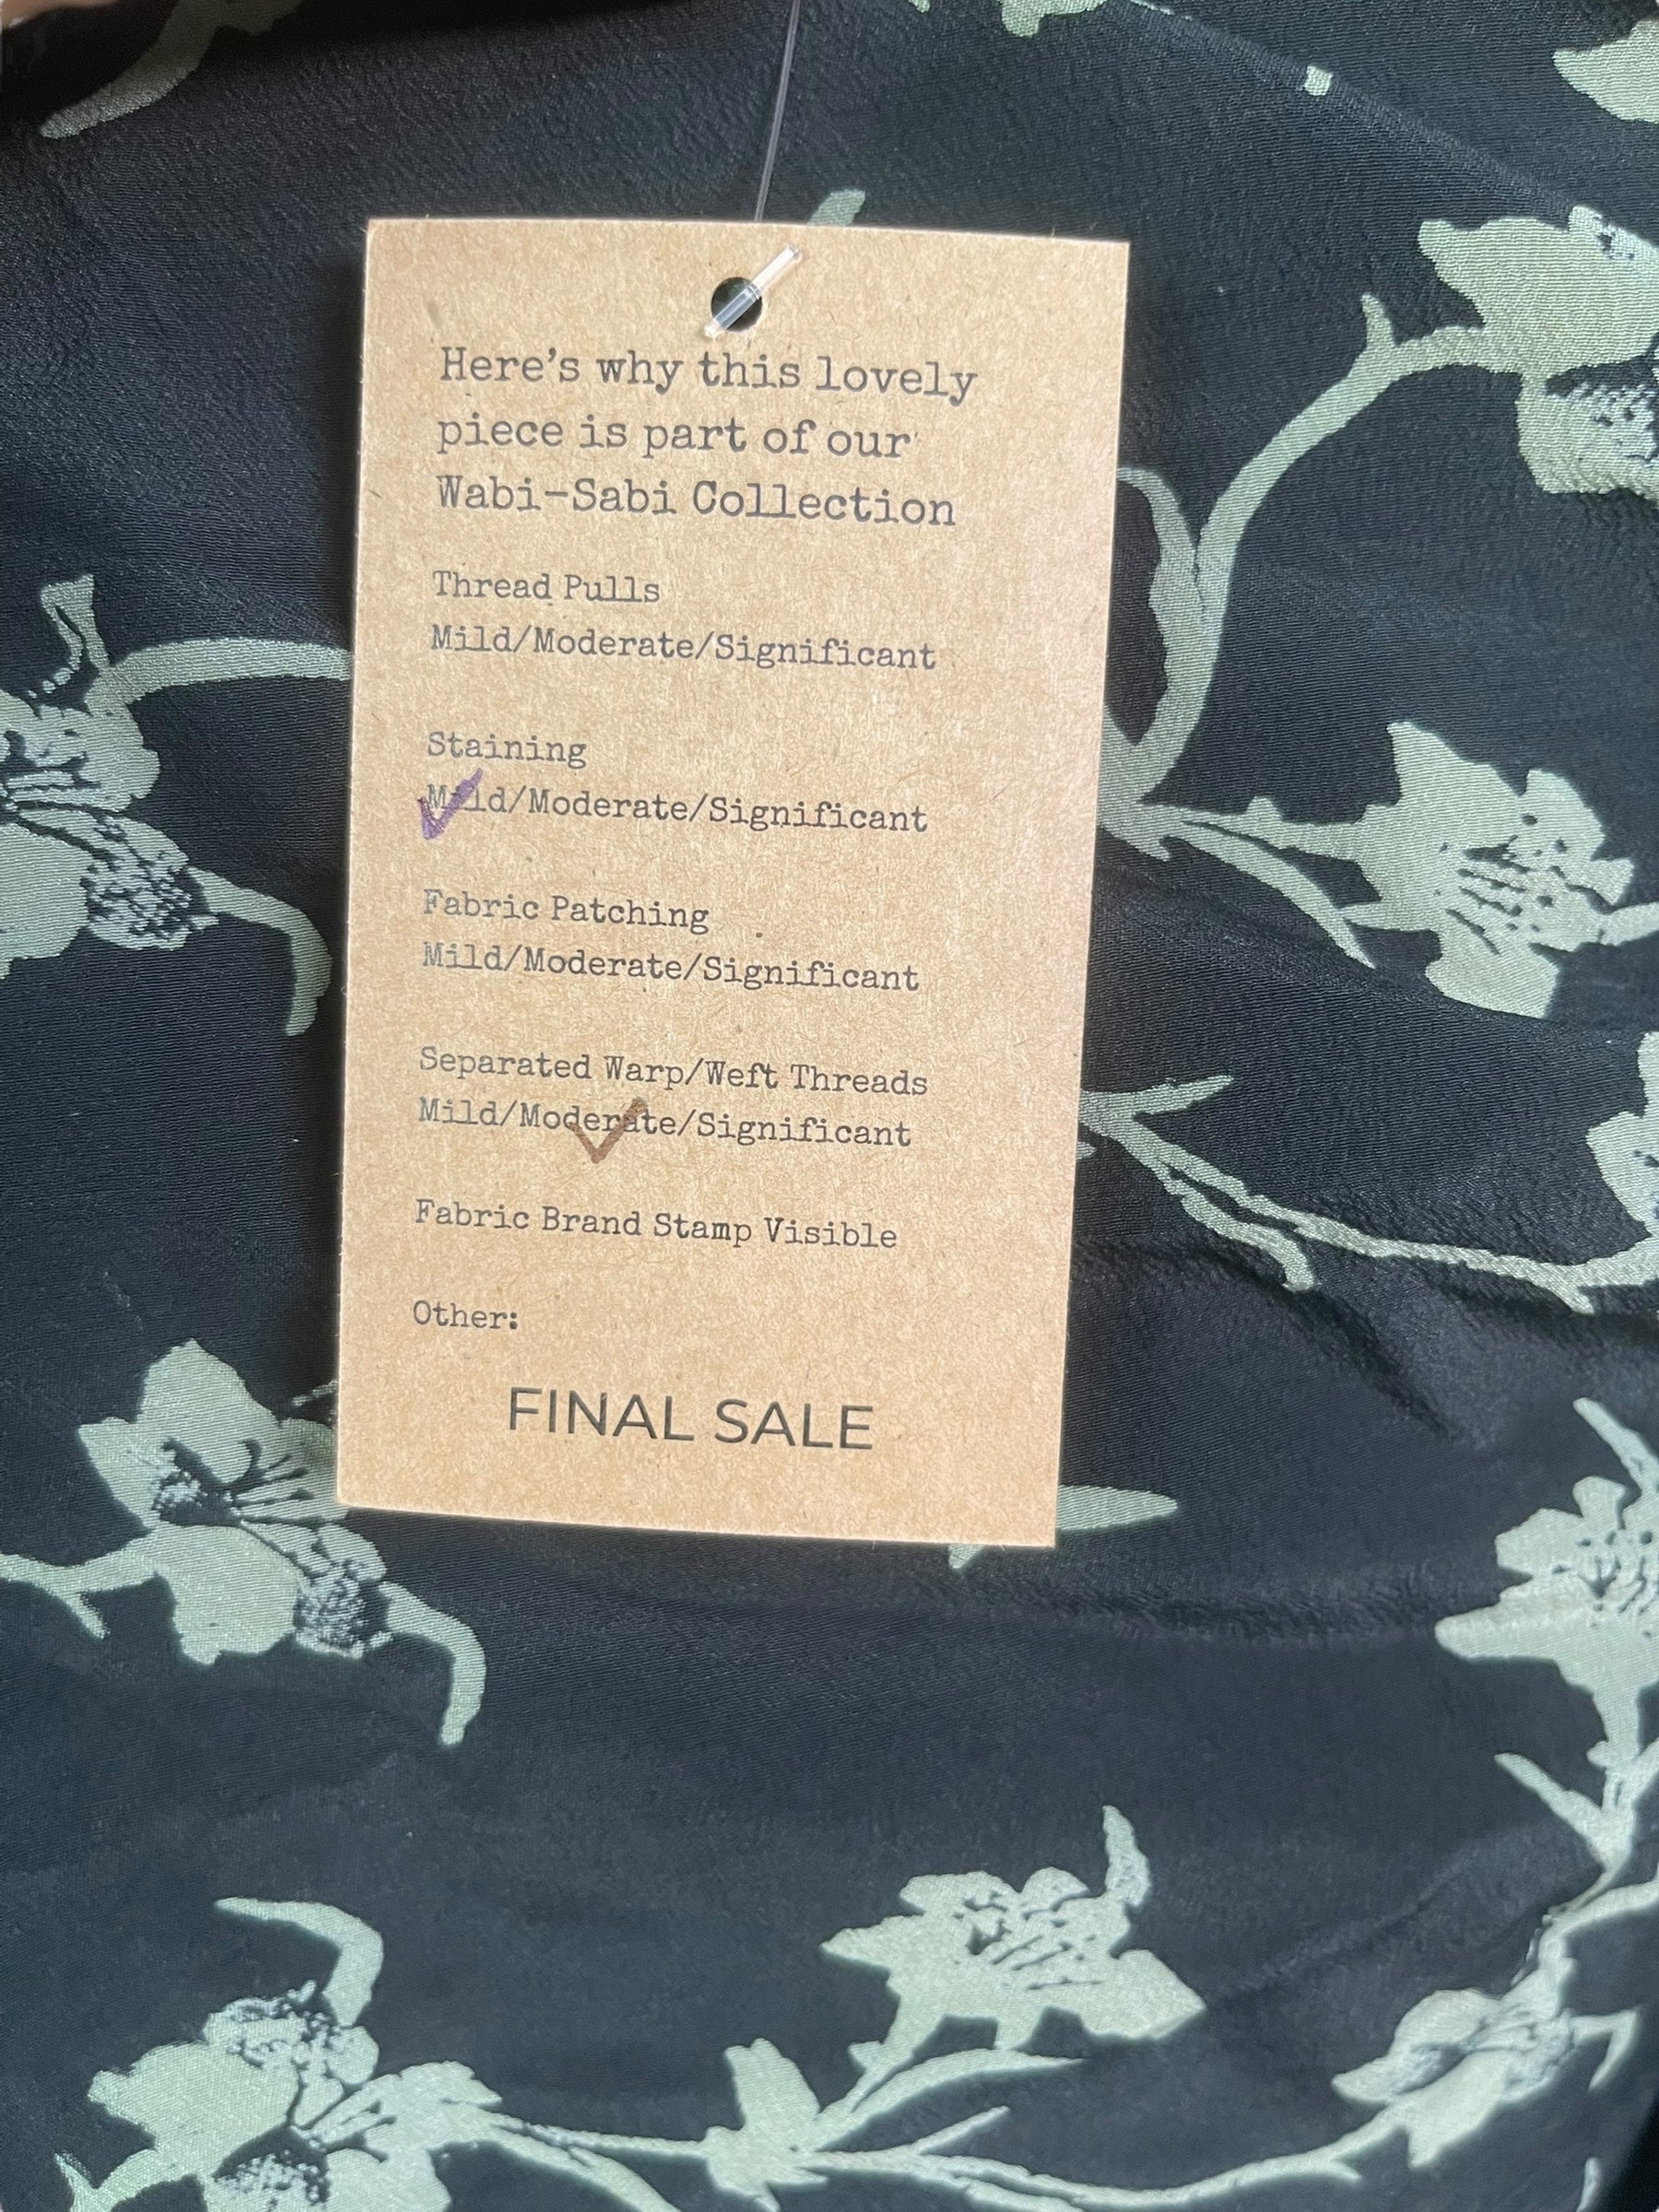 Here's why this lovely
piece is part of our
Wabi-Sabi Collection
Thread Pulls
Mild/Moderate/Significant
Staining
Mild/Moderate/Significant
Fabric Patching
Mild/Moderate/Significant
Separated Warp/Weft Threads
Mild/Moderate/Significant
Fabric Brand Stamp Visible
Other:
FINAL SALE